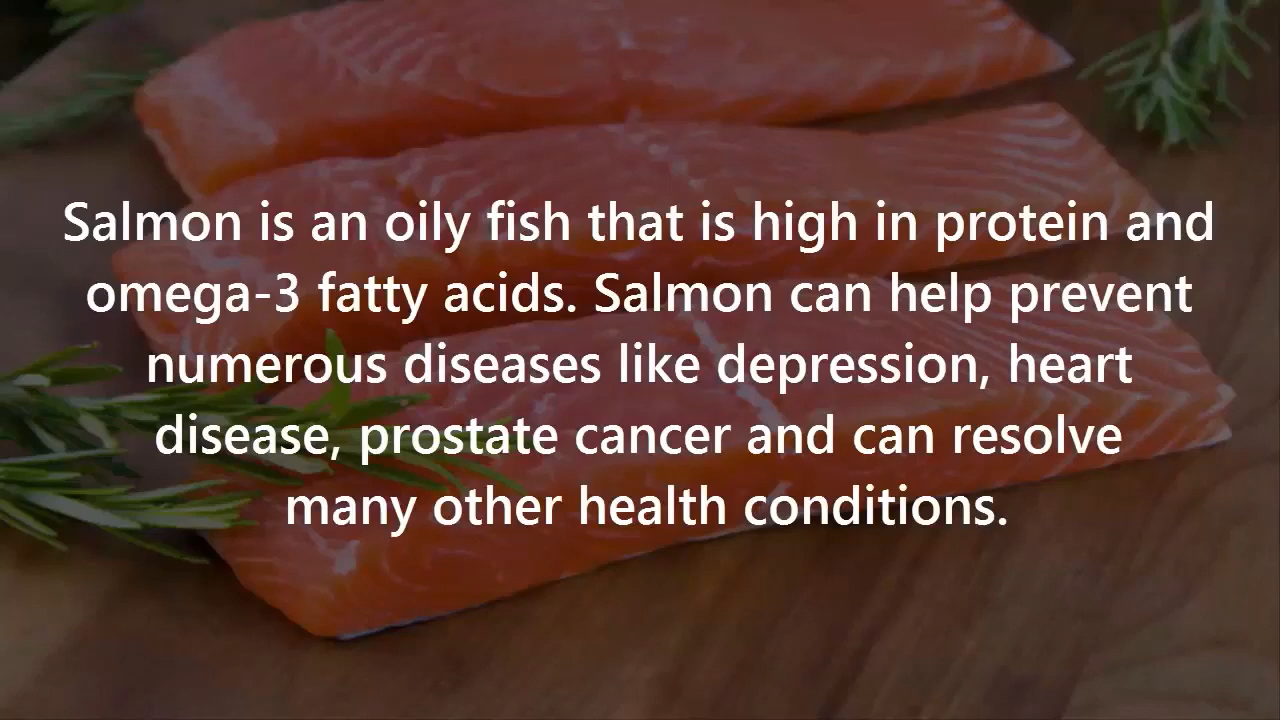 Salmon is an oily fish that is high in protein and
omega-3 fatty acids. Salmon can help prevent
numerous diseases like depression, heart
disease, prostate cancer and can resolve
many other health conditions.